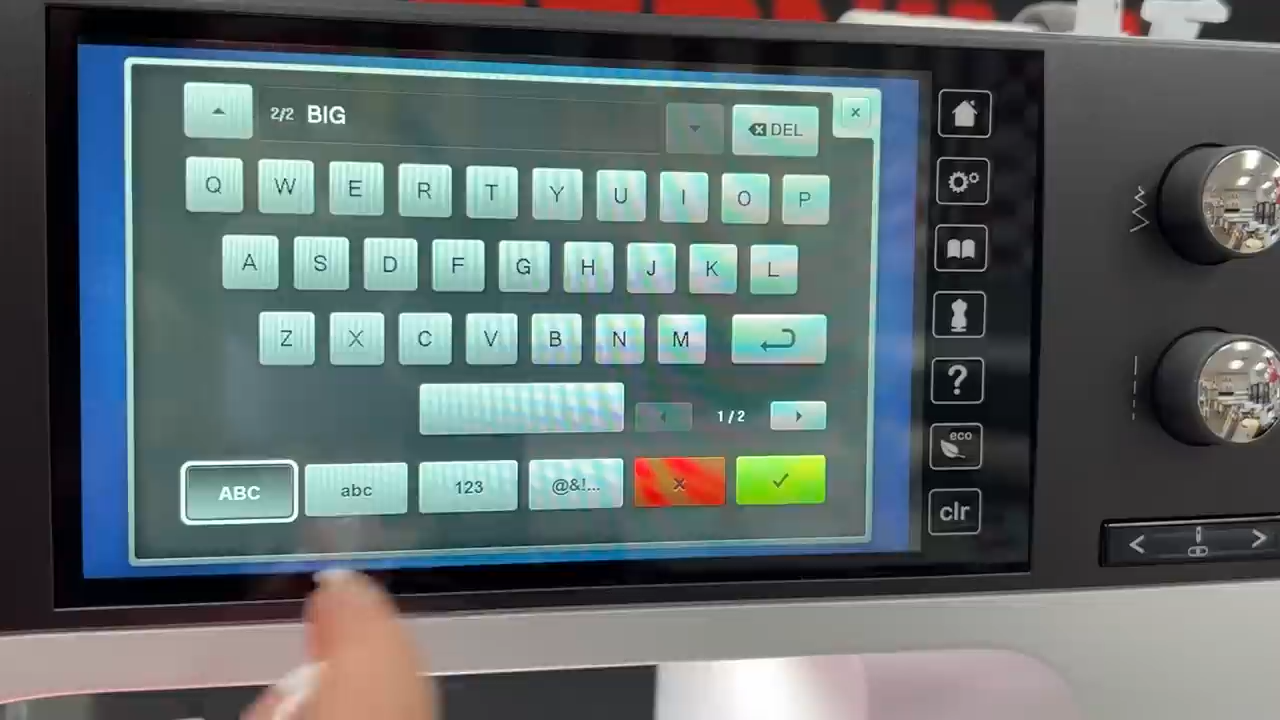 2/2 BIG
DEL
Q W E R T Y U I O P
A S D F G H J K L
Z X C V B N M
1/2
ABC abc 123 @&!...
?
eco
clr